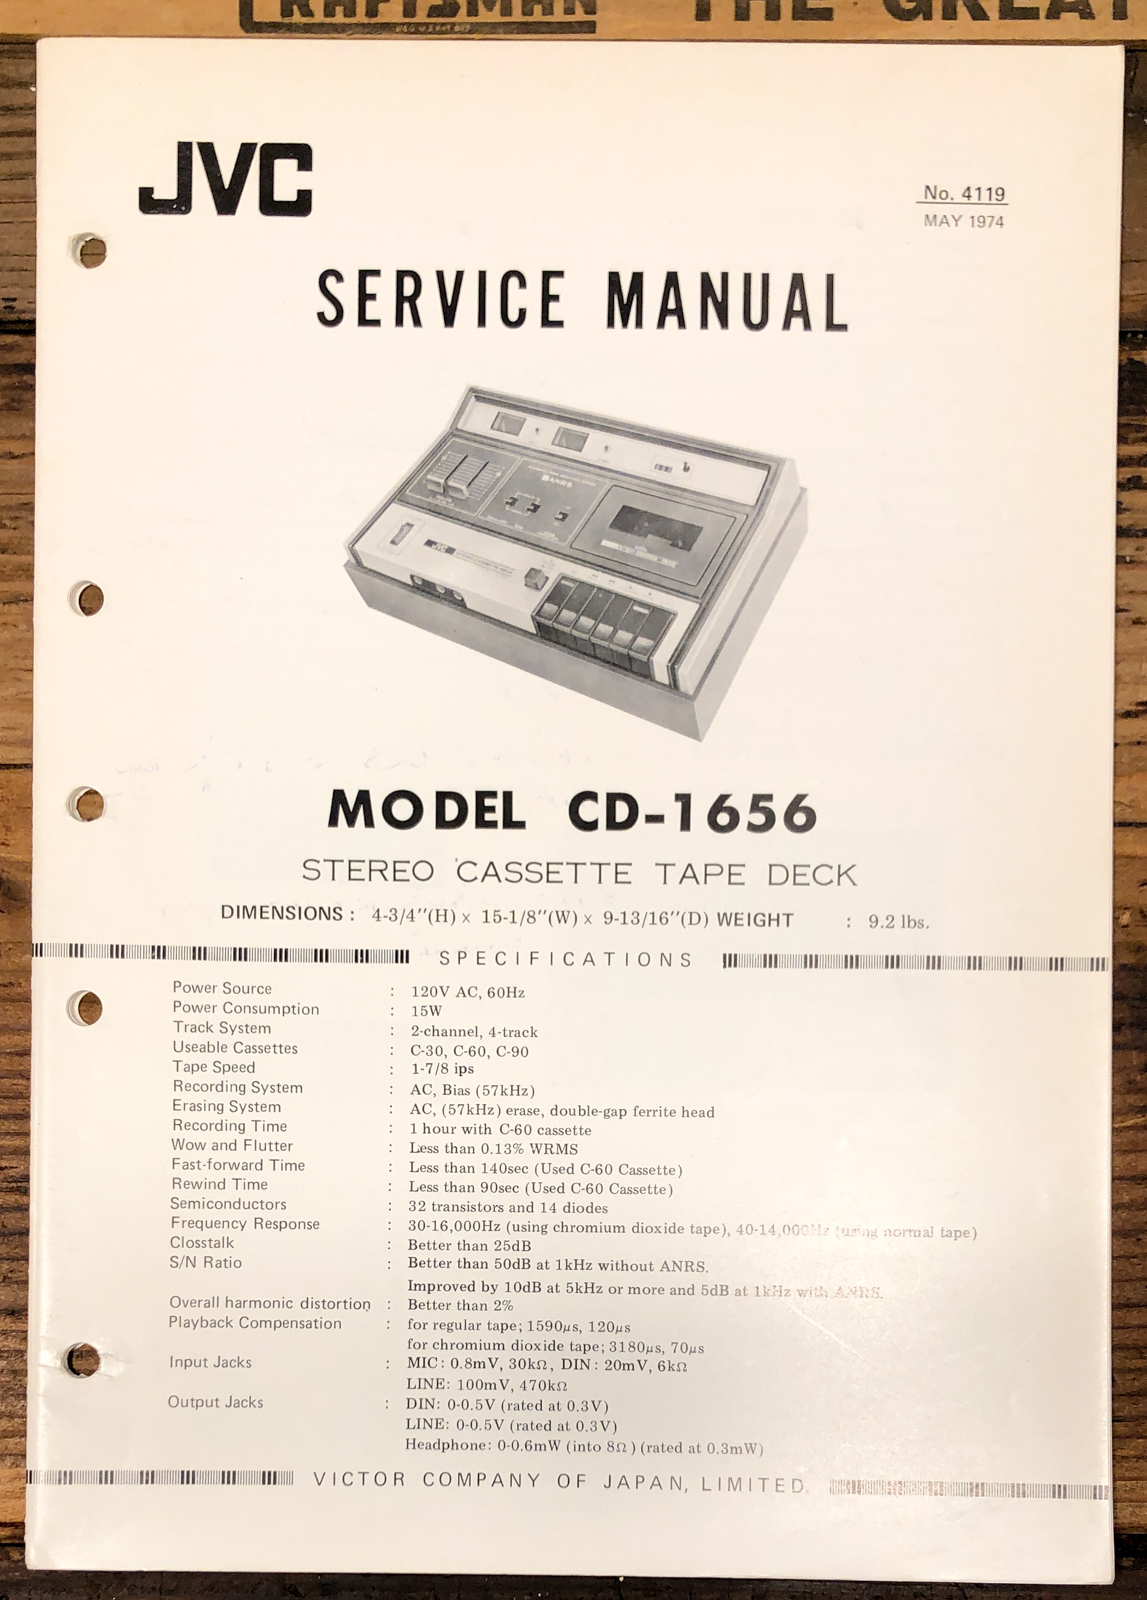 CRAFTSMAN THE GREAT
JVC
No. 4119
MAY 1974
SERVICE MANUAL
ANRS
JVC
MODEL CD-1656
STEREO CASSETTE TAPE DECK
DIMENSIONS : 4-3/4"(H) x 15-1/8"(W) x 9-13/16"(D) WEIGHT : 9.2 lbs.
SPECIFICATIONS
Power Source : 120V AC, 60Hz
Power Consumption : 15W
Track System : 2-channel, 4-track
Useable Cassettes : C-30, C-60, C-90
Tape Speed : 1-7/8 ips
Recording System : AC, Bias (57kHz)
Erasing System : AC, (57kHz) erase, double-gap ferrite head
Recording Time : 1 hour with C-60 cassette
Wow and Flutter : Less than 0.13% WRMS
Fast-forward Time : Less than 140sec (Used C-60 Cassette)
Rewind Time : Less than 90sec (Used C-60 Cassette)
Semiconductors : 32 transistors and 14 diodes
Frequency Response : 30-16,000Hz (using chromium dioxide tape), 40-14,000Hz (using normal tape)
Closstalk : Better than 25dB
S/N Ratio : Better than 50dB at 1kHz without ANRS.
Improved by 10dB at 5kHz or more and 5dB at 1kHz with ANRS.
Overall harmonic distortion : Better than 2%
Playback Compensation : for regular tape; 1590μs, 120μs
for chromium dioxide tape; 3180μs, 70μs
Input Jacks : MIC: 0.8mV, 30kΩ, DIN: 20mV, 6kΩ
LINE: 100mV, 470kΩ
Output Jacks : DIN: 0-0.5V (rated at 0.3V)
LINE: 0-0.5V (rated at 0.3V)
Headphone: 0-0.6mW (into 8Ω) (rated at 0.3mW)
VICTOR COMPANY OF JAPAN, LIMITED.